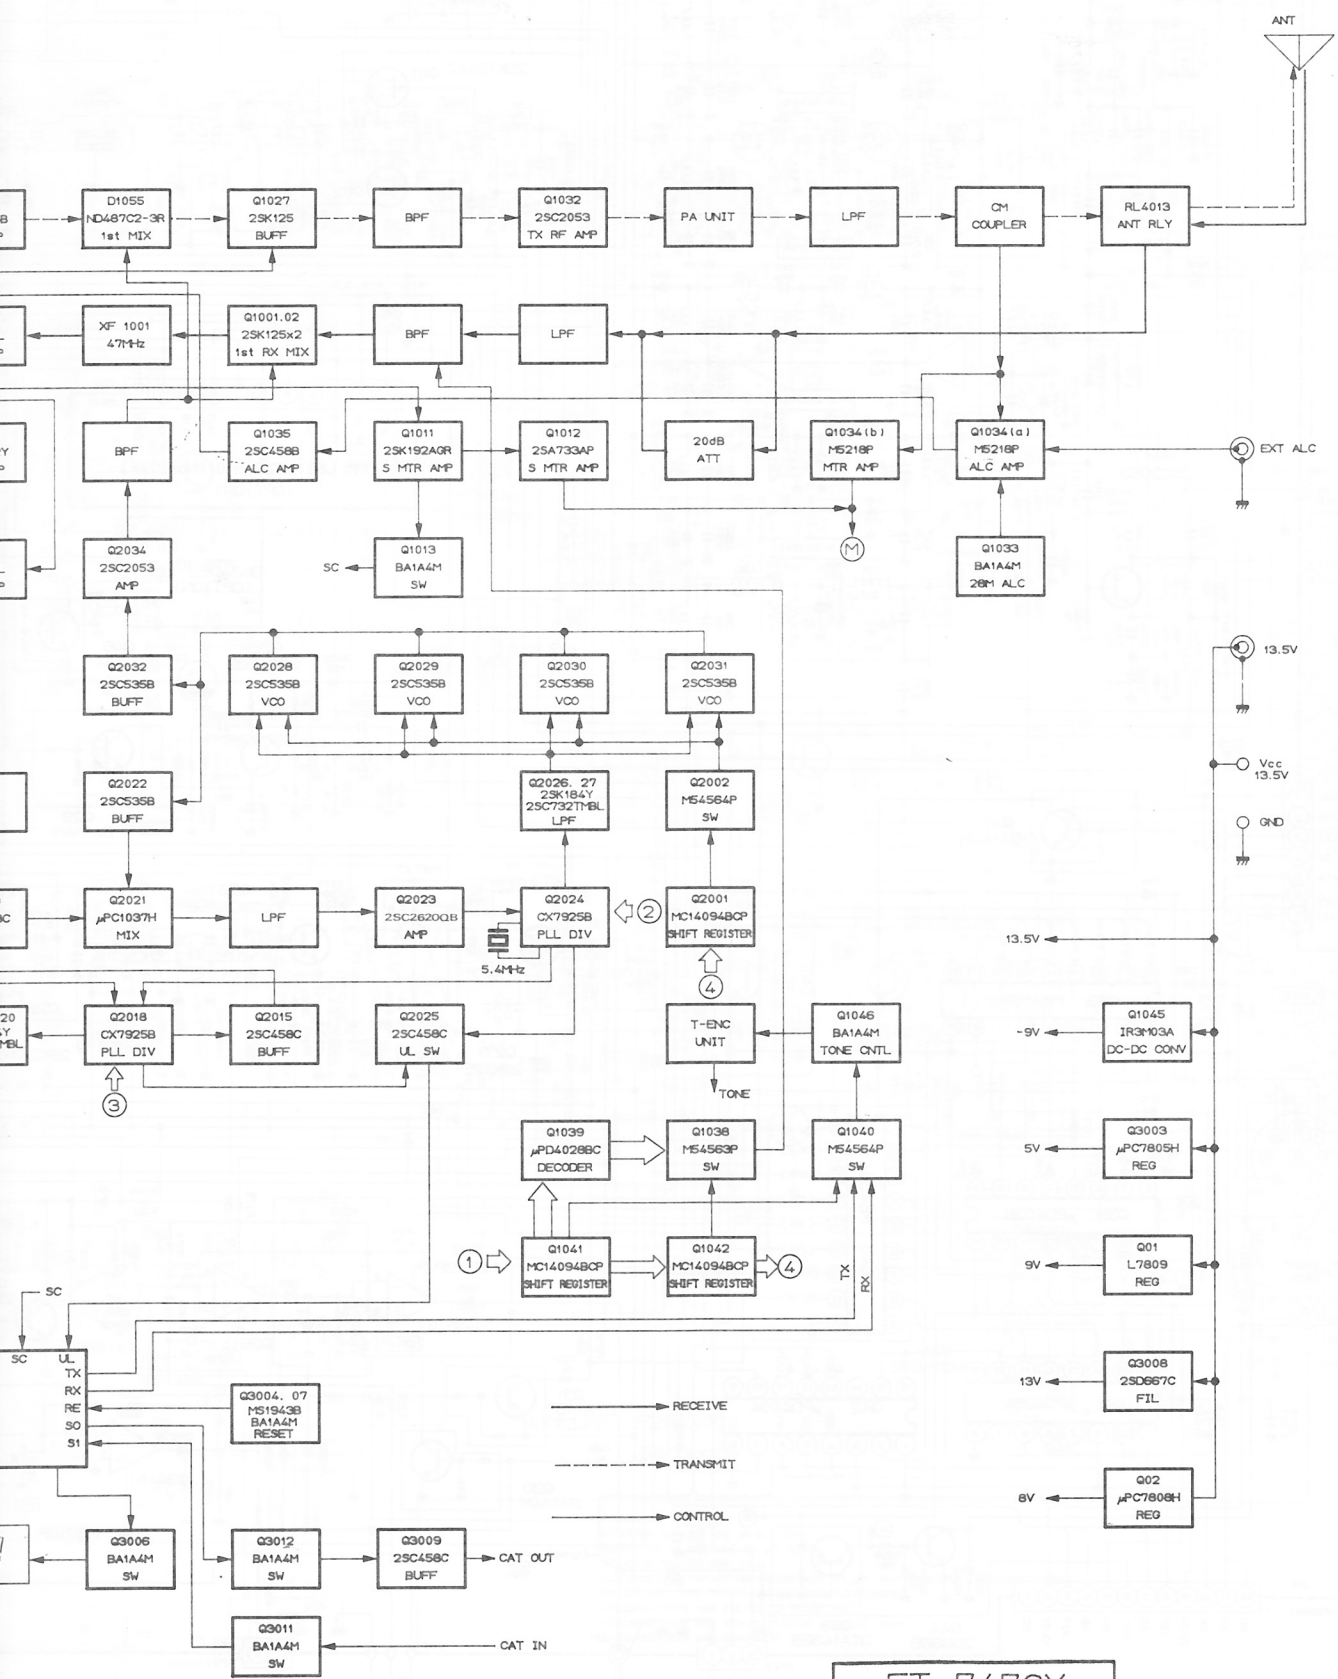 ANT
B
P
D1055
ND487C2-3R
1st MIX
Q1027
2SK125
BUFF
BPF
Q1032
2SC2053
TX RF AMP
PA UNIT
LPF
CM
COUPLER
RL4013
ANT RLY
XF 1001
47MHz
Q1001.02
2SK125x2
1st RX MIX
BPF
LPF
Y
P
BPF
Q1035
2SC458B
ALC AMP
Q1011
2SK192AGR
S MTR AMP
Q1012
2SA733AP
S MTR AMP
20dB
ATT
Q1034(b)
M5218P
MTR AMP
Q1034(a)
M5218P
ALC AMP
EXT ALC
Q2034
2SC2053
AMP
SC
Q1013
BA1A4M
SW
M
Q1033
BA1A4M
28M ALC
Q2032
2SC535B
BUFF
Q2028
2SC535B
VCO
Q2029
2SC535B
VCO
Q2030
2SC535B
VCO
Q2031
2SC535B
VCO
13.5V
Vcc
13.5V
Q2022
2SC535B
BUFF
Q2026. 27
2SK184Y
2SC732TMBL
LPF
Q2002
M54564P
SW
GND
C
Q2021
μPC1037H
MIX
LPF
Q2023
2SC2620QB
AMP
Q2024
CX7925B
PLL DIV
2
Q2001
MC14094BCP
SHIFT REGISTER
13.5V
5.4MHz
4
20
Y
MBL
Q2018
CX7925B
PLL DIV
Q2015
2SC458C
BUFF
Q2025
2SC458C
UL SW
T-ENC
UNIT
Q1046
BA1A4M
TONE CNTL
-9V
Q1045
IR3M03A
DC-DC CONV
3
TONE
Q1039
μPD4028BC
DECODER
Q1038
M54563P
SW
Q1040
M54564P
SW
5V
Q3003
μPC7805H
REG
1
Q1041
MC14094BCP
SHIFT REGISTER
Q1042
MC14094BCP
SHIFT REGISTER
4
TX
RX
9V
Q01
L7809
REG
SC
SC
UL
TX
RX
RE
SO
S1
Q3004. 07
MS1943B
BA1A4M
RESET
RECEIVE
TRANSMIT
CONTROL
13V
Q3008
2SD667C
FIL
8V
Q02
μPC7808H
REG
Q3006
BA1A4M
SW
Q3012
BA1A4M
SW
Q3009
2SC458C
BUFF
CAT OUT
Q3011
BA1A4M
SW
CAT IN